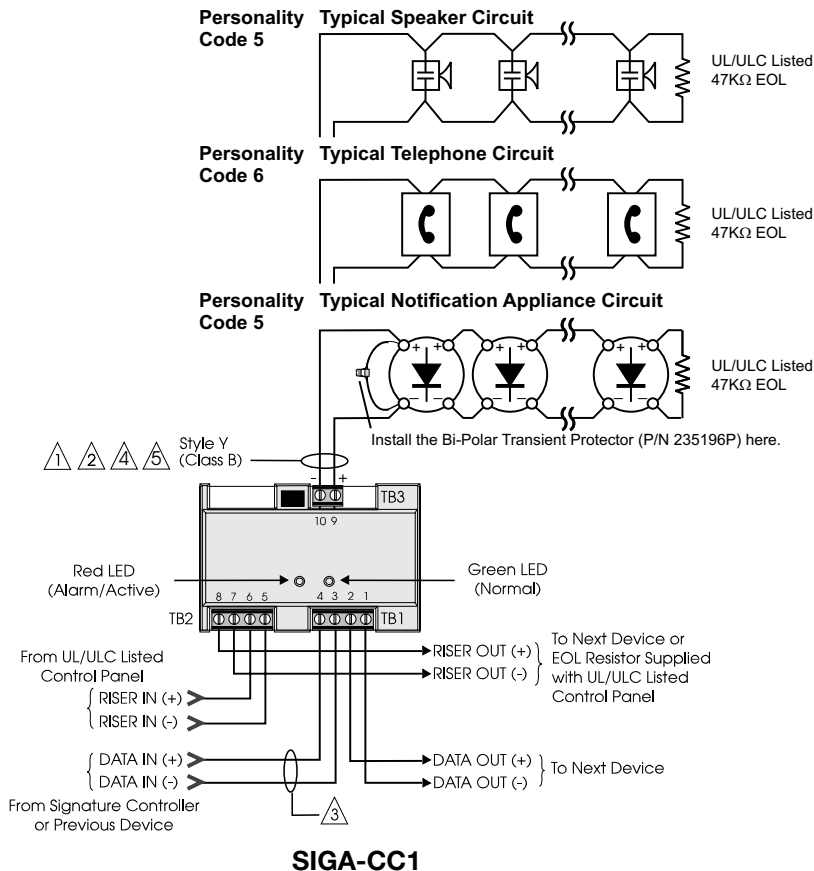 Personality Typical Speaker Circuit
Code 5
UL/ULC Listed
47KΩ EOL
Personality Typical Telephone Circuit
Code 6
UL/ULC Listed
47KΩ EOL
Personality Typical Notification Appliance Circuit
Code 5
+ +
+ +
+ +
UL/ULC Listed
47KΩ EOL
Install the Bi-Polar Transient Protector (P/N 235196P) here.
1 2 4 5
Style Y
(Class B)
- +
TB3
10 9
Red LED
(Alarm/Active)
Green LED
(Normal)
8 7 6 5
4 3 2 1
TB2
TB1
From UL/ULC Listed
Control Panel
RISER IN (+)
RISER IN (-)
RISER OUT (+)
RISER OUT (-)
To Next Device or
EOL Resistor Supplied
with UL/ULC Listed
Control Panel
DATA IN (+)
DATA IN (-)
From Signature Controller
or Previous Device
3
DATA OUT (+)
DATA OUT (-)
To Next Device
SIGA-CC1